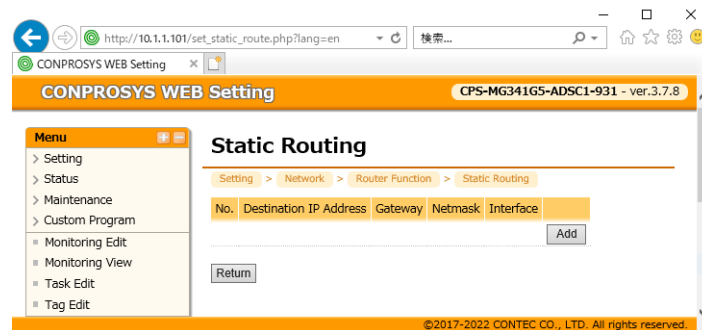 http://10.1.1.101/set_static_route.php?lang=en
検索...
CONPROSYS WEB Setting
CONPROSYS WEB Setting
CPS-MG341G5-ADSC1-931 - ver.3.7.8
Menu
Setting
Status
Maintenance
Custom Program
Monitoring Edit
Monitoring View
Task Edit
Tag Edit
Static Routing
Setting > Network > Router Function > Static Routing
No. Destination IP Address Gateway Netmask Interface
Add
Return
©2017-2022 CONTEC CO., LTD. All rights reserved.